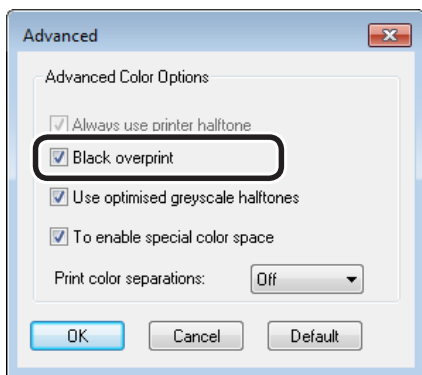 Advanced
Advanced Color Options
Always use printer halftone
Black overprint
Use optimised greyscale halftones
To enable special color space
Print color separations: Off
OK Cancel Default